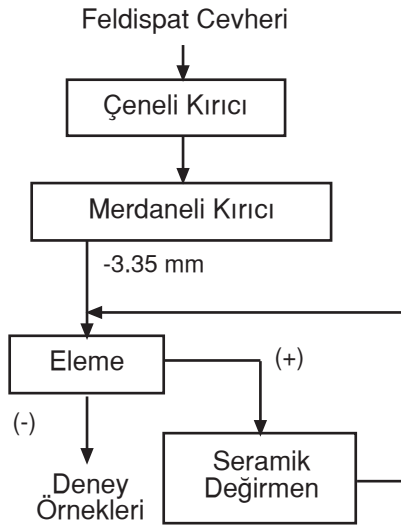 Feldispat Cevheri
Çeneli Kırıcı
Merdaneli Kırıcı
-3.35 mm
Eleme
(+)
(-)
Seramik
Değirmen
Deney
Örnekleri